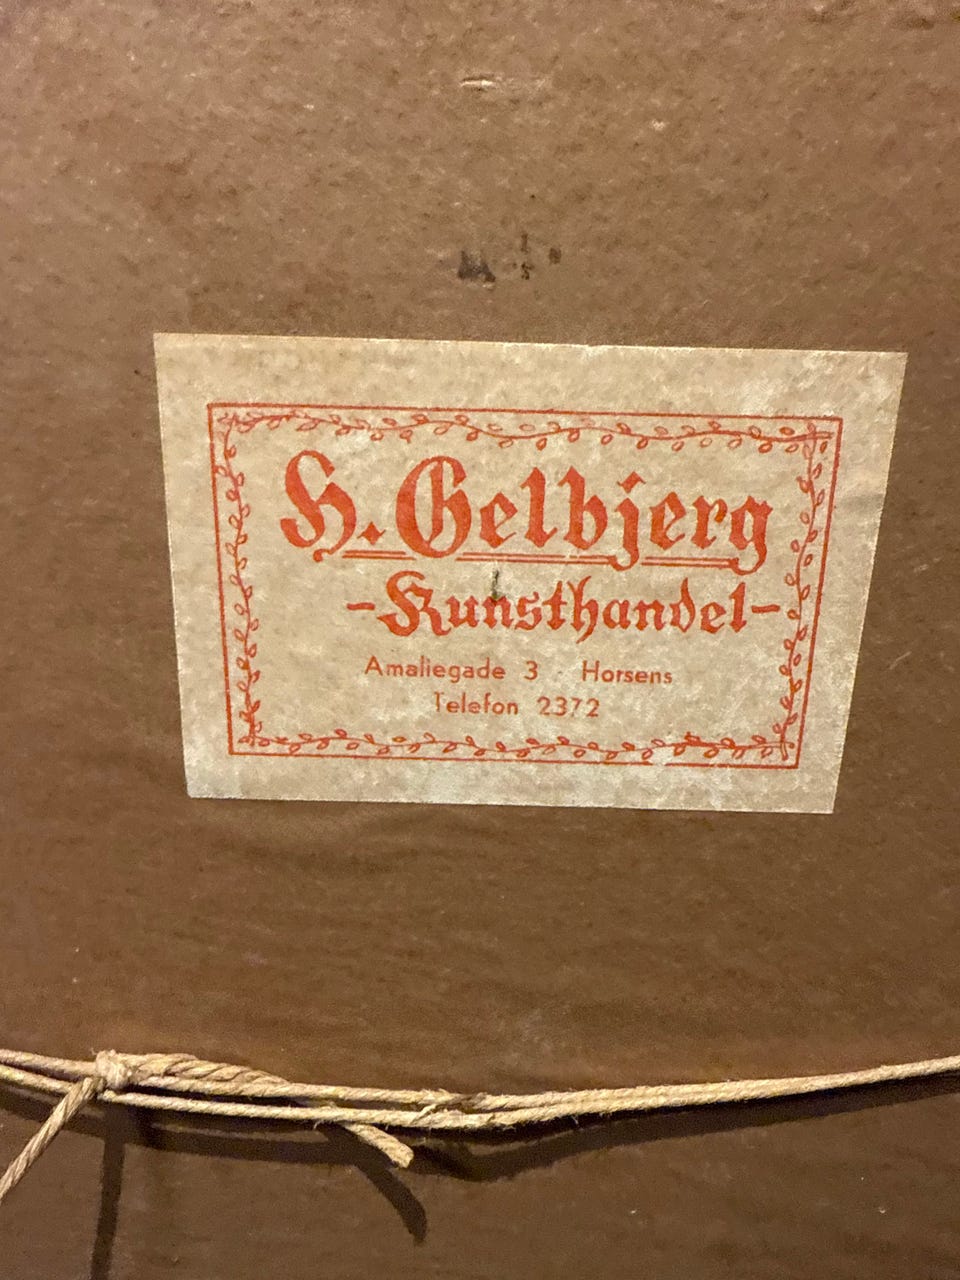 H. Gelbjerg
-Kunsthandel-
Amaliegade 3 · Horsens
Telefon 2372